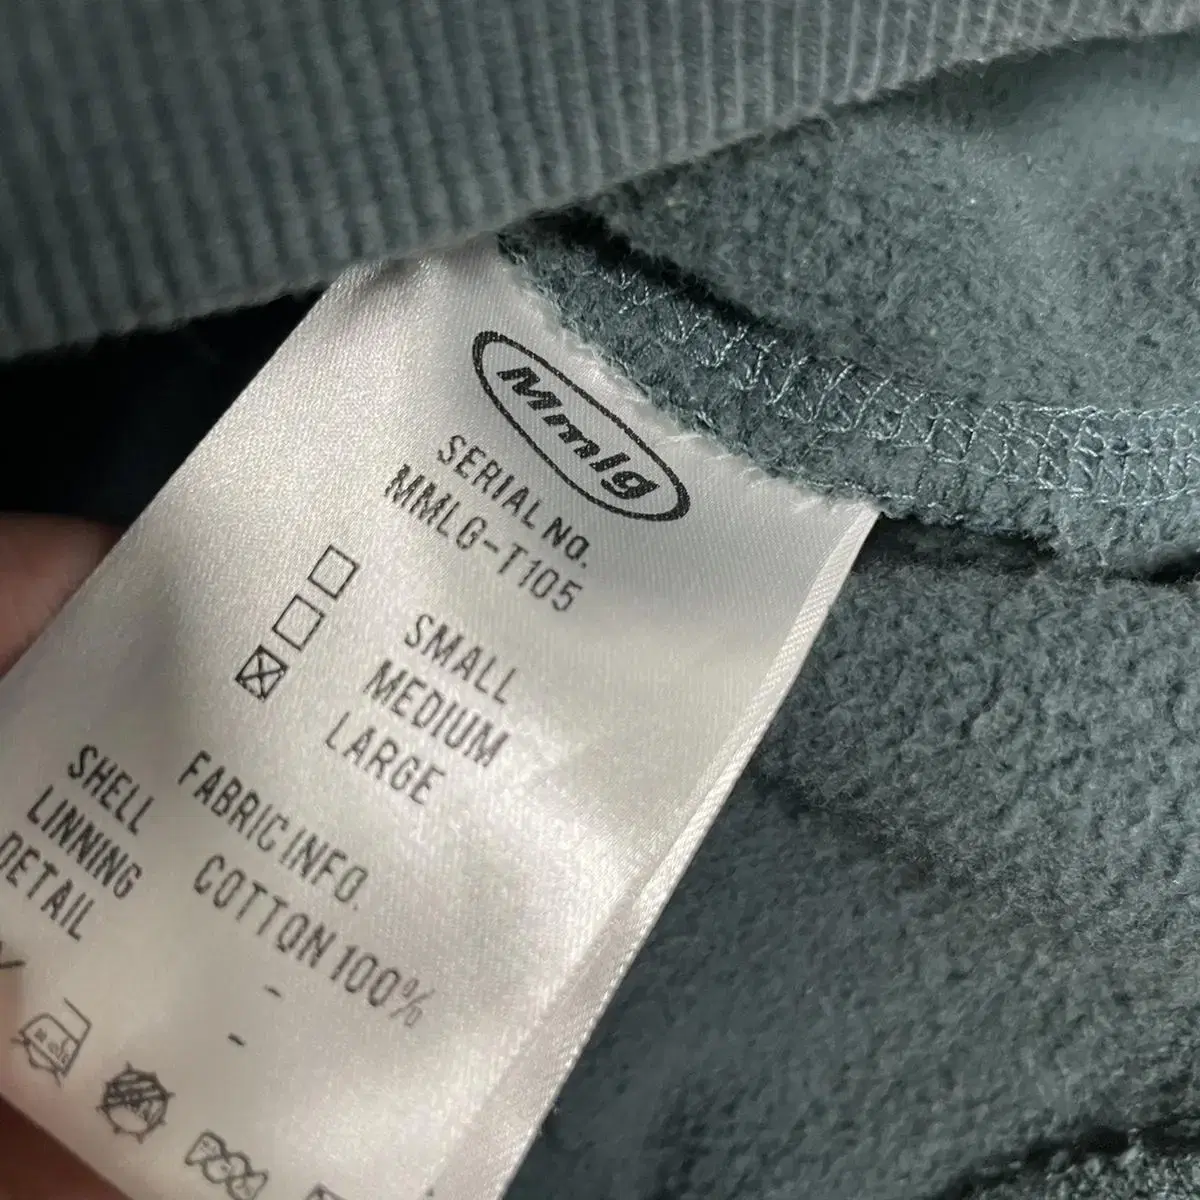 Mmlg
SERIAL No.
MMLG-T105
SMALL
MEDIUM
LARGE
FABRIC INFO.
SHELL COTTON 100%
LINNING -
DETAIL -